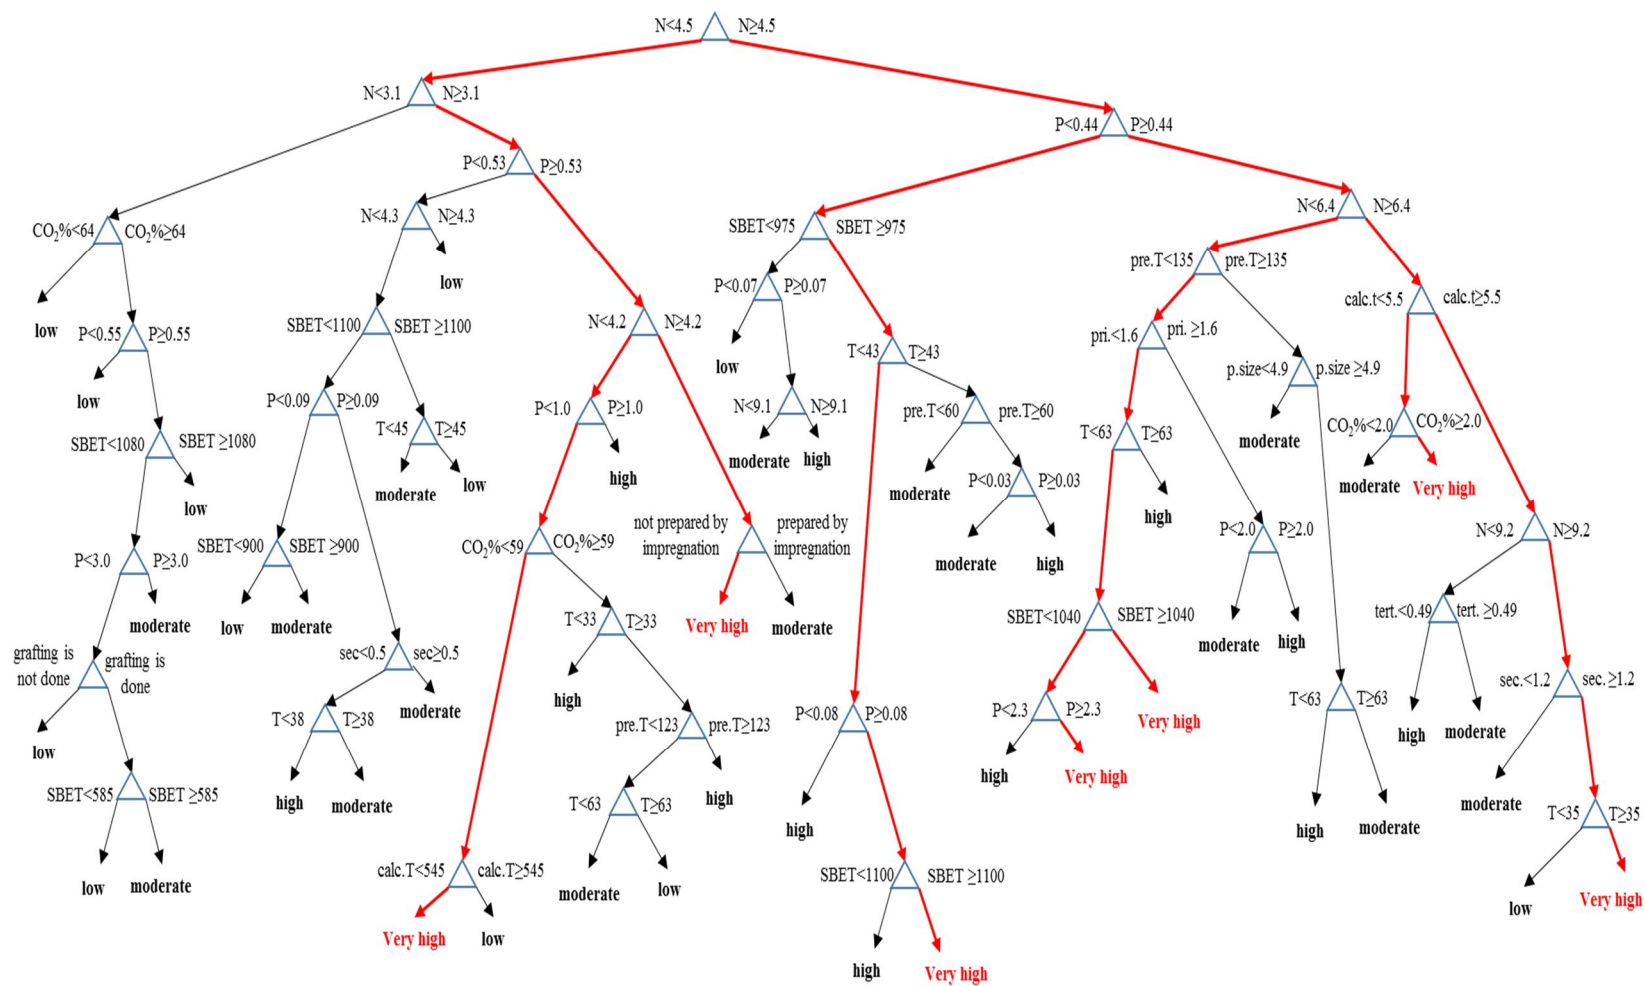 N<4.5 N≥4.5
N<3.1 N≥3.1
P<0.44 P≥0.44
P<0.53 P≥0.53
N<6.4 N≥6.4
N<4.3 N≥4.3
SBET<975 SBET ≥975
CO₂%<64 CO₂%≥64
pre.T<135 pre.T≥135
low
P<0.07 P≥0.07
calc.t<5.5 calc.t≥5.5
low
P<0.55 P≥0.55
SBET<1100 SBET ≥1100
N<4.2 N≥4.2
pri.<1.6 pri. ≥1.6
low
T<43 T≥43
p.size<4.9 p.size ≥4.9
low
P<0.09 P≥0.09
P<1.0 P≥1.0
N<9.1 N≥9.1
pre.T<60 pre.T≥60
CO₂%<2.0 CO₂%≥2.0
SBET<1080 SBET ≥1080
T<45 T≥45
T<63 T≥63
moderate
low
moderate
low
high
moderate
high
moderate
P<0.03 P≥0.03
high
moderate
Very high
not prepared by
impregnation
prepared by
impregnation
P<2.0 P≥2.0
N<9.2 N≥9.2
P<3.0 P≥3.0
SBET<900 SBET ≥900
CO₂%<59 CO₂%≥59
moderate
high
moderate
low
moderate
T<33 T≥33
Very high
moderate
SBET<1040 SBET ≥1040
moderate
high
tert.<0.49 tert. ≥0.49
grafting is
not done
grafting is
done
sec<0.5 sec≥0.5
sec.<1.2 sec. ≥1.2
low
T<38 T≥38
moderate
high
pre.T<123 pre.T≥123
P<0.08 P≥0.08
P<2.3 P≥2.3
Very high
T<63 T≥63
high
moderate
SBET<585 SBET ≥585
high
moderate
T<63 T≥63
high
high
high
Very high
high
moderate
moderate
T<35 T≥35
low
moderate
calc.T<545 calc.T≥545
moderate
low
SBET<1100 SBET ≥1100
low
Very high
Very high
low
high
Very high